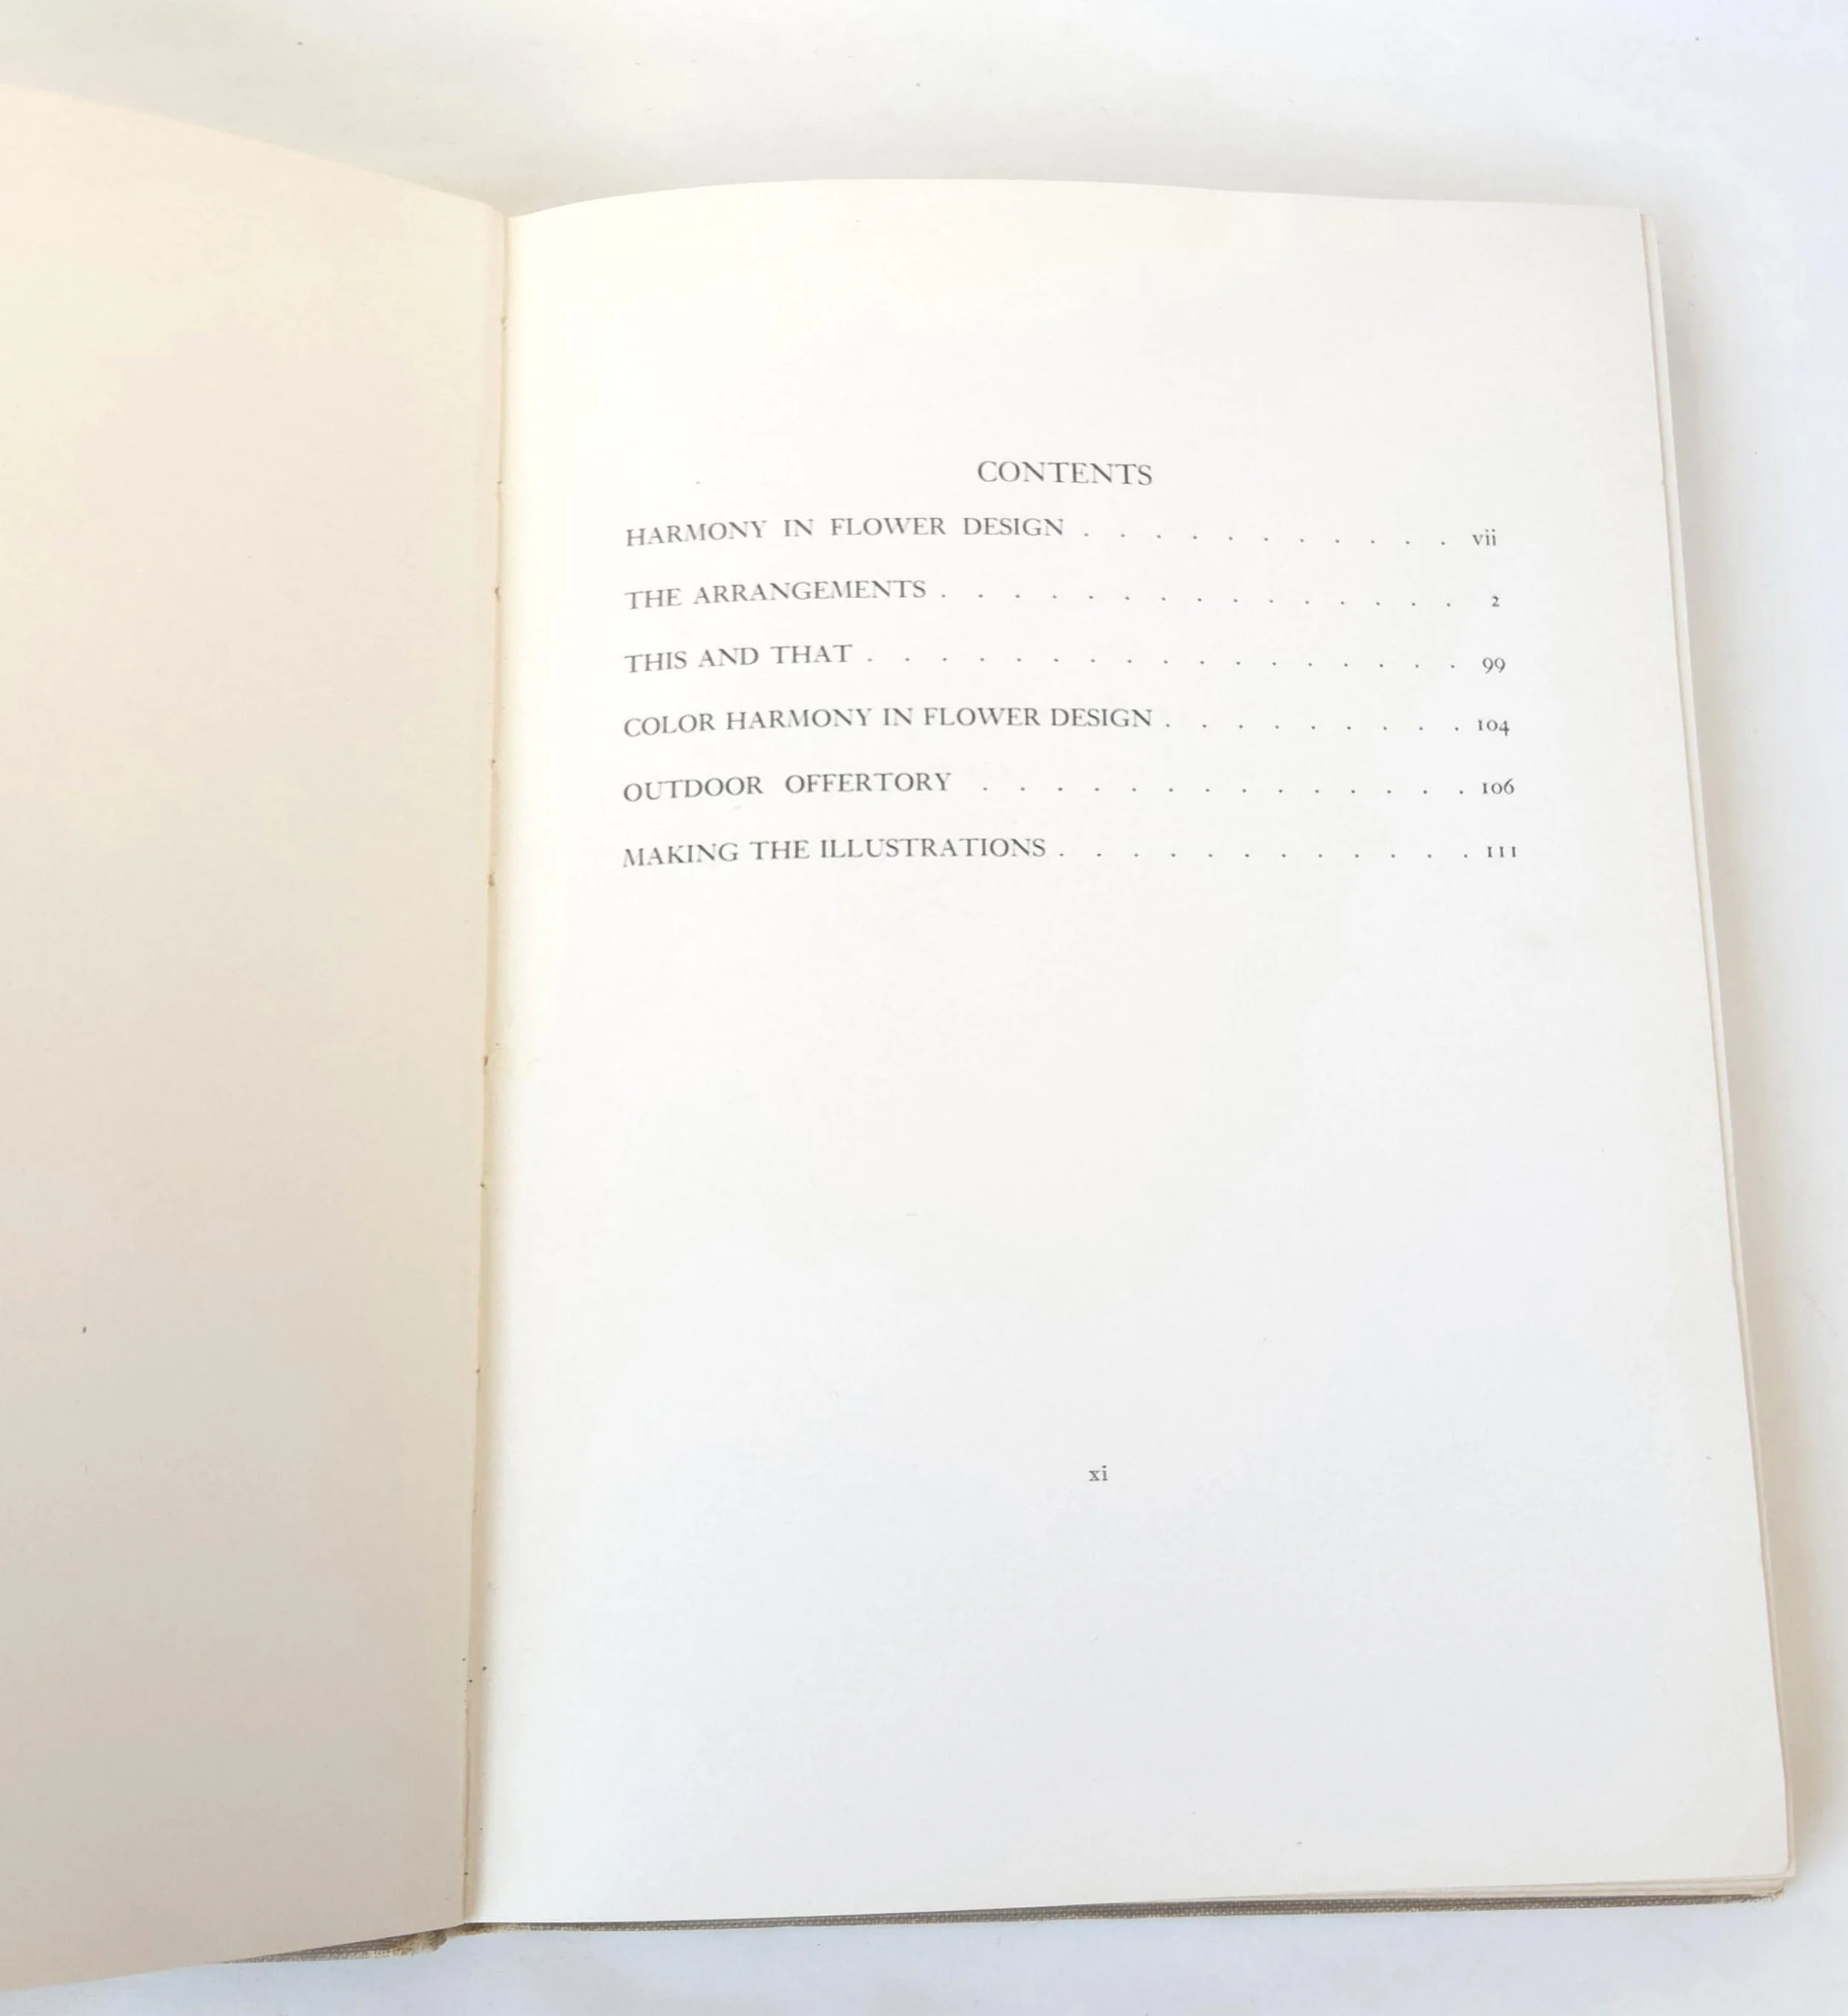 CONTENTS
HARMONY IN FLOWER DESIGN . . . . . . . . . . . vii
THE ARRANGEMENTS . . . . . . . . . . . . . . . 2
THIS AND THAT . . . . . . . . . . . . . . . . . 99
COLOR HARMONY IN FLOWER DESIGN . . . . . . . . . 104
OUTDOOR OFFERTORY . . . . . . . . . . . . . . 106
MAKING THE ILLUSTRATIONS . . . . . . . . . . . . 111
xi